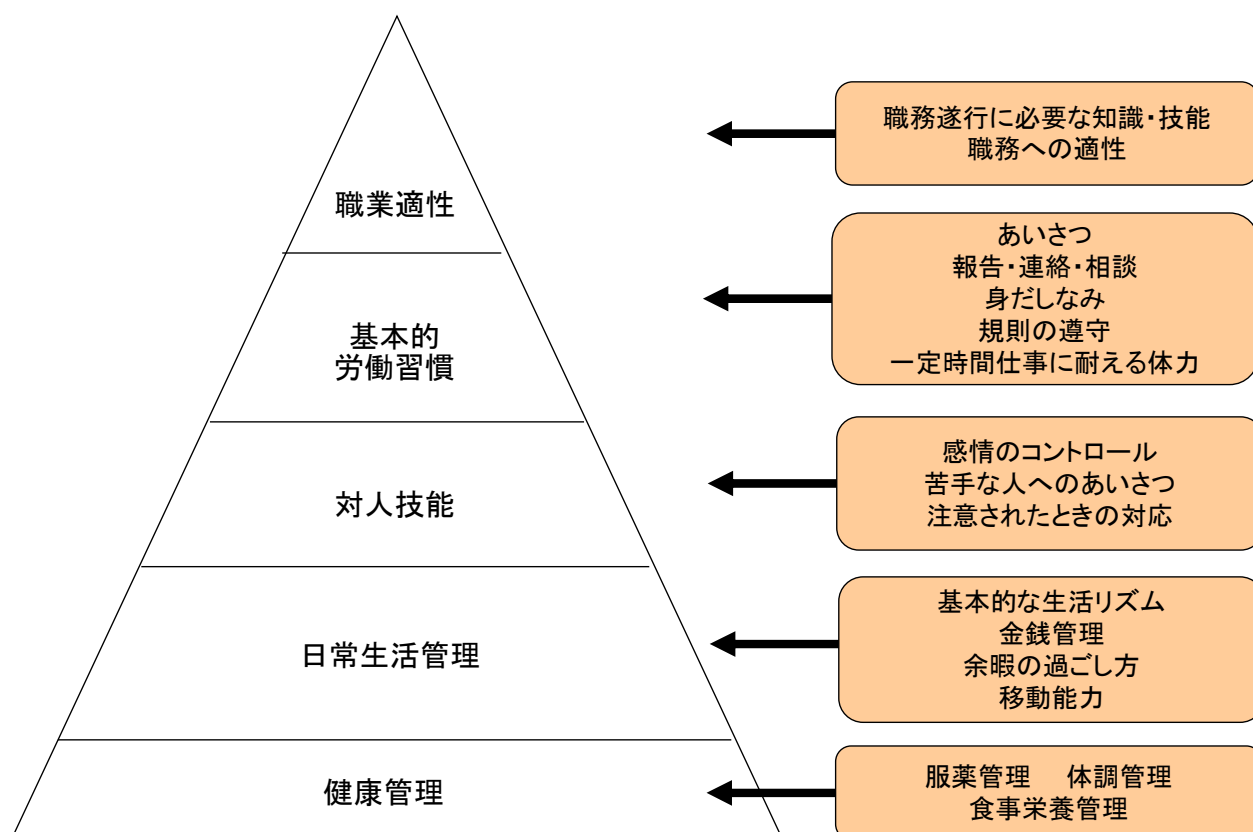 職業適性
職務遂行に必要な知識・技能
職務への適性
基本的
労働習慣
あいさつ
報告・連絡・相談
身だしなみ
規則の遵守
一定時間仕事に耐える体力
対人技能
感情のコントロール
苦手な人へのあいさつ
注意されたときの対応
日常生活管理
基本的な生活リズム
金銭管理
余暇の過ごし方
移動能力
健康管理
服薬管理　体調管理
食事栄養管理